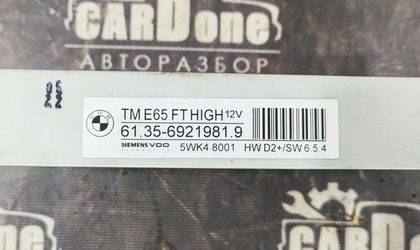 CARDone
АВТОРАЗБОР
TM E65 FT HIGH 12V
61.35-6921981.9
SIEMENS VDO 5WK4 8001 HW D2+/SW 6.5.4
CARDone
CARDone